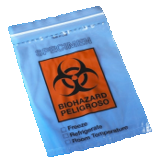 SPECIMEN
BIOHAZARD
PELIGROSO
Freeze
Refrigerate
Room Temperature